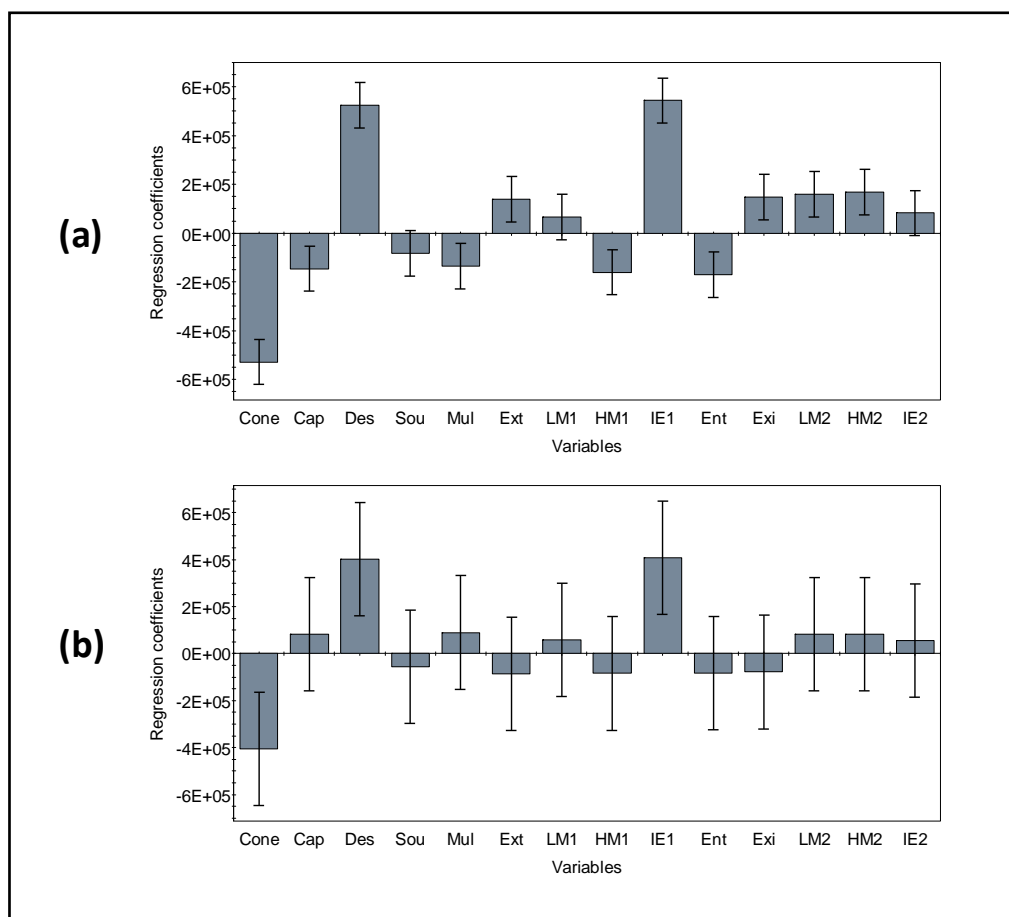 (a)
Regression coefficients
6E+05
4E+05
2E+05
0E+00
-2E+05
-4E+05
-6E+05
Cone Cap Des Sou Mul Ext LM1 HM1 IE1 Ent Exi LM2 HM2 IE2
Variables
(b)
Regression coefficients
6E+05
4E+05
2E+05
0E+00
-2E+05
-4E+05
-6E+05
Cone Cap Des Sou Mul Ext LM1 HM1 IE1 Ent Exi LM2 HM2 IE2
Variables